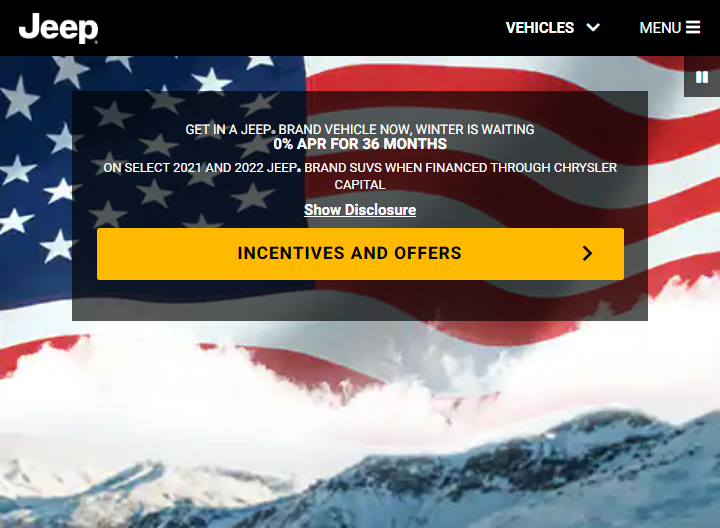 Jeep
VEHICLES
MENU
GET IN A JEEP® BRAND VEHICLE NOW, WINTER IS WAITING
0% APR FOR 36 MONTHS
ON SELECT 2021 AND 2022 JEEP® BRAND SUVS WHEN FINANCED THROUGH CHRYSLER
CAPITAL
Show Disclosure
INCENTIVES AND OFFERS